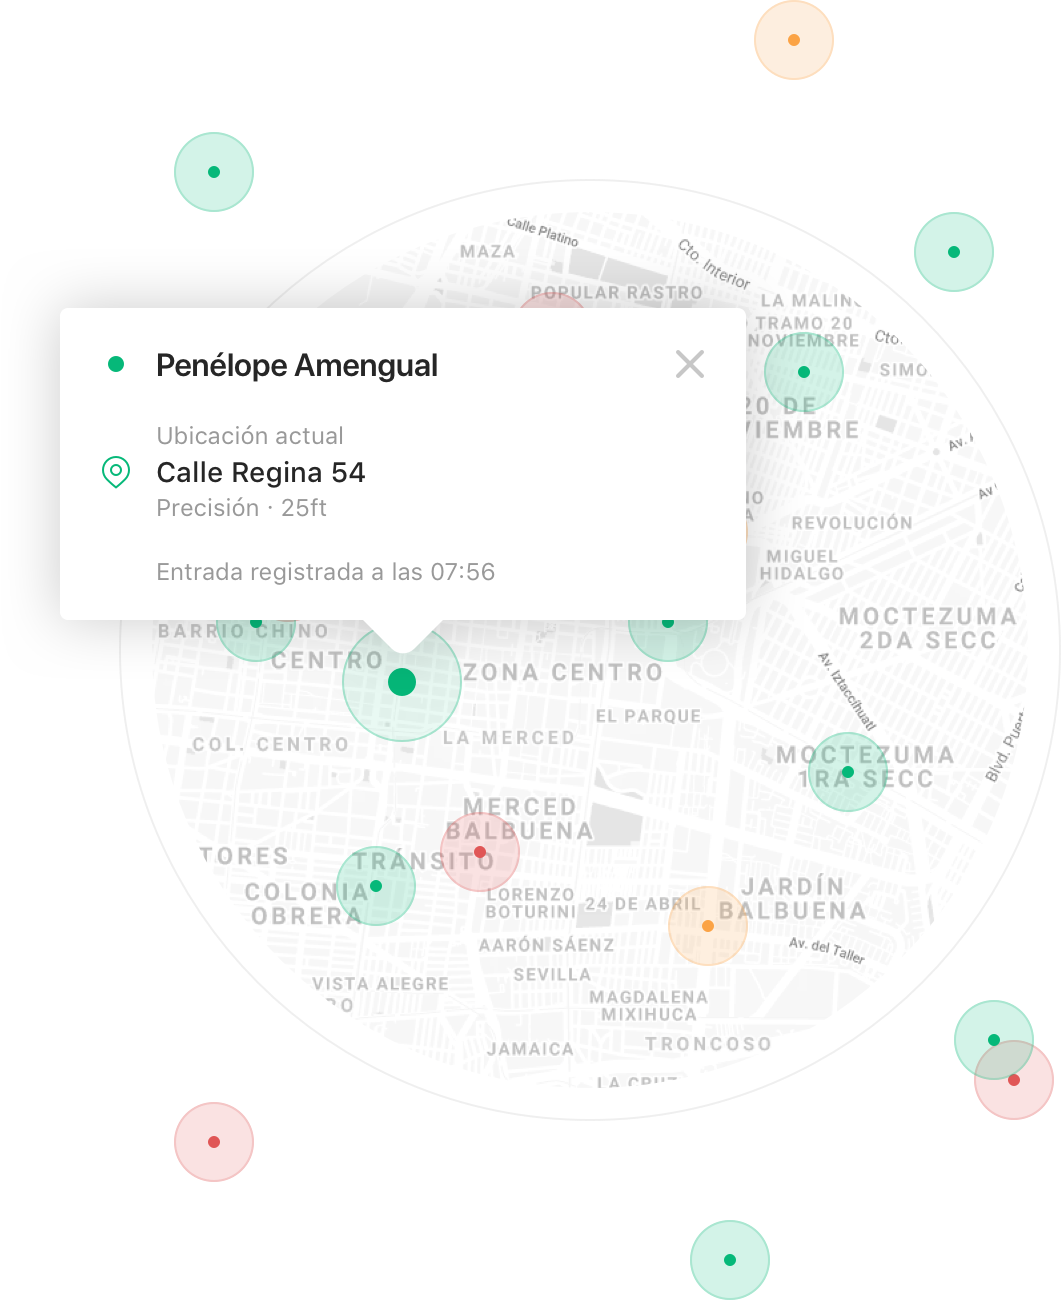 Calle Platino
MAZA
Cto. Interior
POPULAR RASTRO
LA MALIN
TRAMO 20
NOVIEMBRE
Cto.
SIMO
20 DE
VIEMBRE
Av.
Av
Penélope Amengual
Ubicación actual
Calle Regina 54
Precisión · 25ft
Entrada registrada a las 07:56
REVOLUCIÓN
MIGUEL
HIDALGO
MOCTEZUMA
2DA SECC
BARRIO CHINO
CENTRO
ZONA CENTRO
Av. Iztaccihuatl
EL PARQUE
COL. CENTRO
LA MERCED
MOCTEZUMA
1RA SECC
Blvd. Puert
MERCED
BALBUENA
TORES
TRÁNSITO
COLONIA
OBRERA
LORENZO
BOTURINI
24 DE ABRIL
JARDÍN
BALBUENA
AARÓN SÁENZ
Av. del Taller
SEVILLA
VISTA ALEGRE
MAGDALENA
MIXIHUCA
JAMAICA
TRONCOSO
LA CRUZ